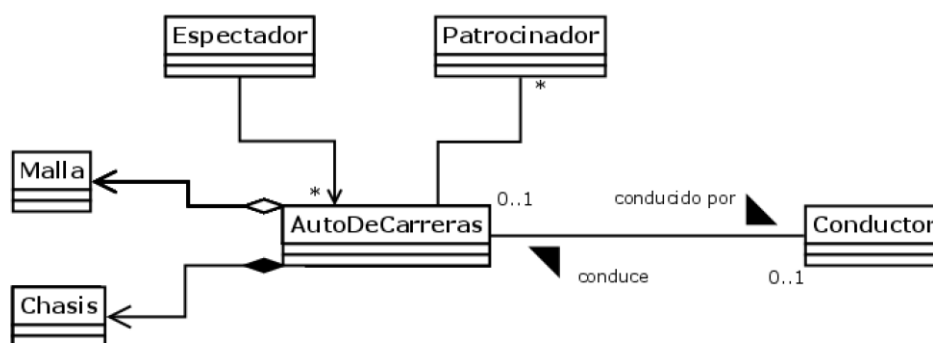 Espectador
Patrocinador
*
Malla
*
0..1
conducido por
AutoDeCarreras
Conductor
conduce
0..1
Chasis